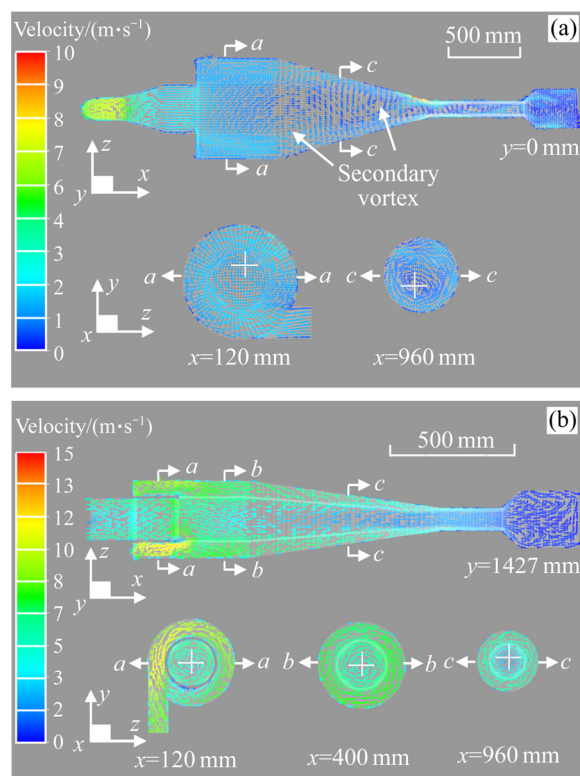 Velocity/(m·s⁻¹)
(a)
10
9
8
7
6
5
4
3
2
1
0
a
c
500 mm
a
c
z
y
x
Secondary
vortex
y=0 mm
a
a
c
c
y
x
z
x=120 mm
x=960 mm
Velocity/(m·s⁻¹)
(b)
15
13
12
10
9
7
6
5
3
2
0
500 mm
a
b
c
a
b
c
z
y
x
y=1427 mm
a
a
b
b
c
c
y
x
z
x=120 mm
x=400 mm
x=960 mm